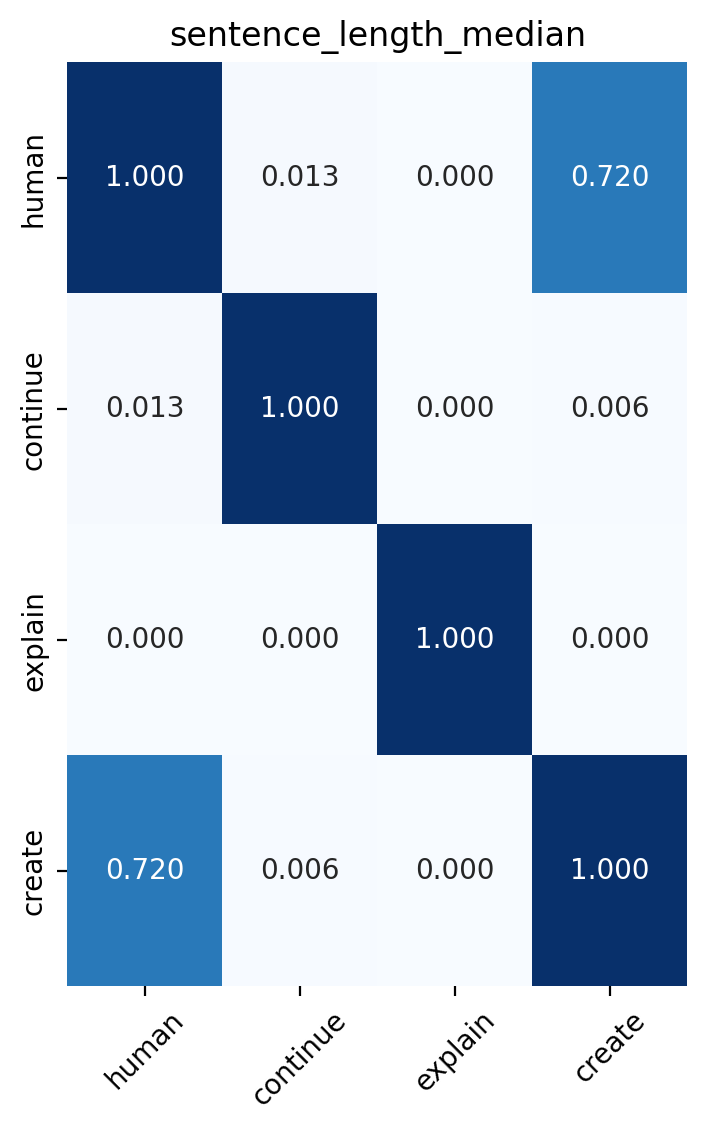 sentence_length_median
human 1.000 0.013 0.000 0.720
continue 0.013 1.000 0.000 0.006
explain 0.000 0.000 1.000 0.000
create 0.720 0.006 0.000 1.000
human continue explain create